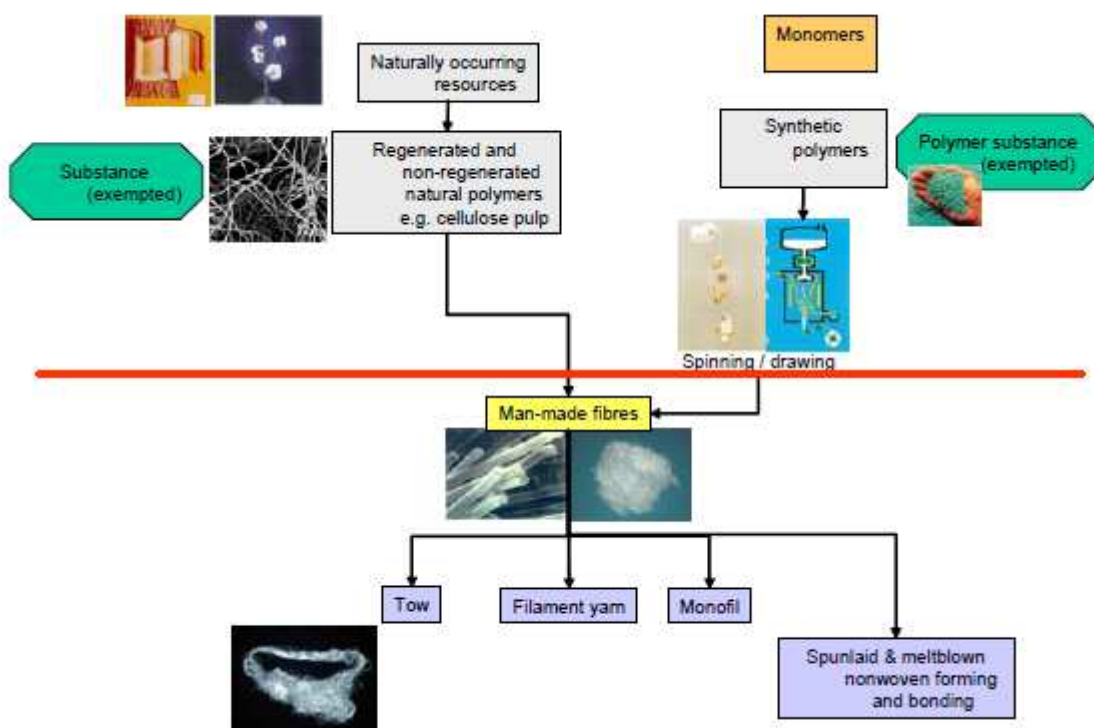 Naturally occurring
resources
Monomers
Substance
(exempted)
Regenerated and
non-regenerated
natural polymers
e.g. cellulose pulp
Synthetic
polymers
Polymer substance
(exempted)
Spinning / drawing
Man-made fibres
Tow
Filament yarn
Monofil
Spunlaid & meltblown
nonwoven forming
and bonding